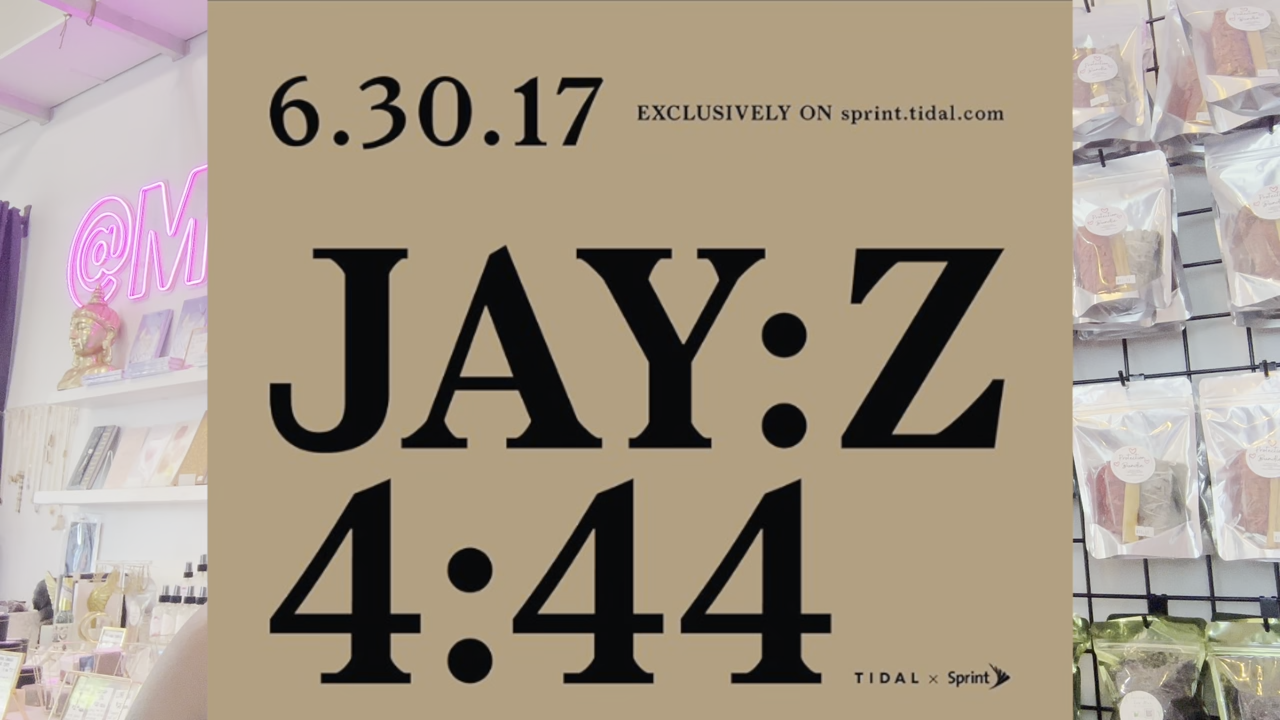 6.30.17 EXCLUSIVELY ON sprint.tidal.com
@M
JAY:Z
4:44
TIDAL × Sprint